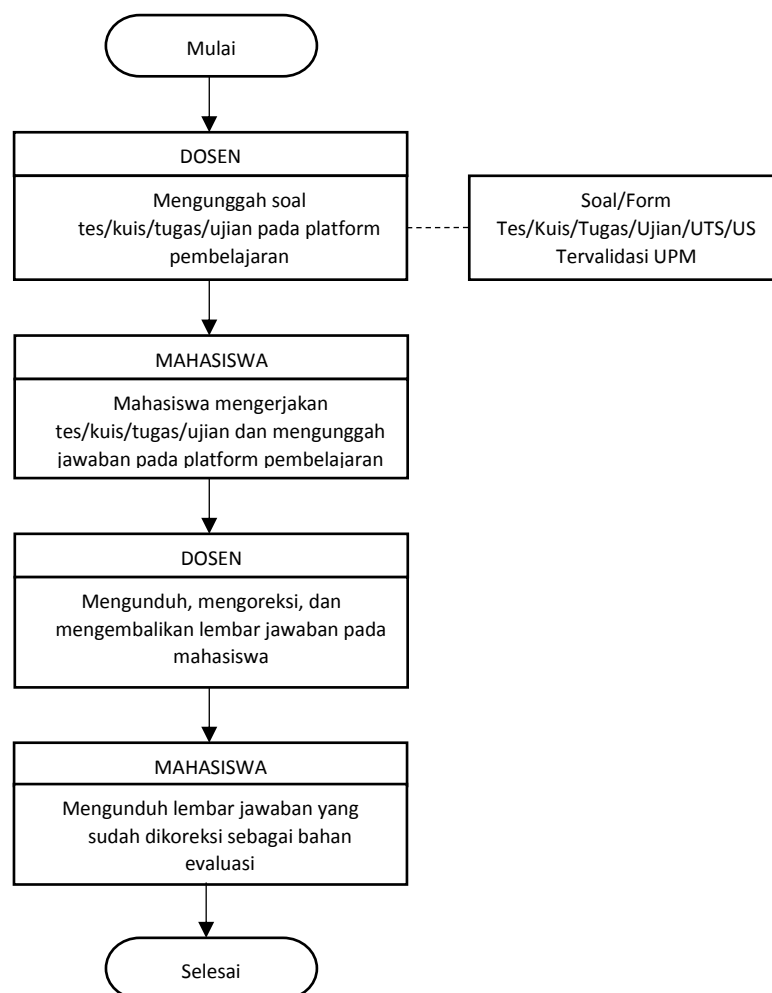 Mulai
DOSEN
Mengunggah soal
tes/kuis/tugas/ujian pada platform
pembelajaran
Soal/Form
Tes/Kuis/Tugas/Ujian/UTS/US
Tervalidasi UPM
MAHASISWA
Mahasiswa mengerjakan
tes/kuis/tugas/ujian dan mengunggah
jawaban pada platform pembelajaran
DOSEN
Mengunduh, mengoreksi, dan
mengembalikan lembar jawaban pada
mahasiswa
MAHASISWA
Mengunduh lembar jawaban yang
sudah dikoreksi sebagai bahan
evaluasi
Selesai